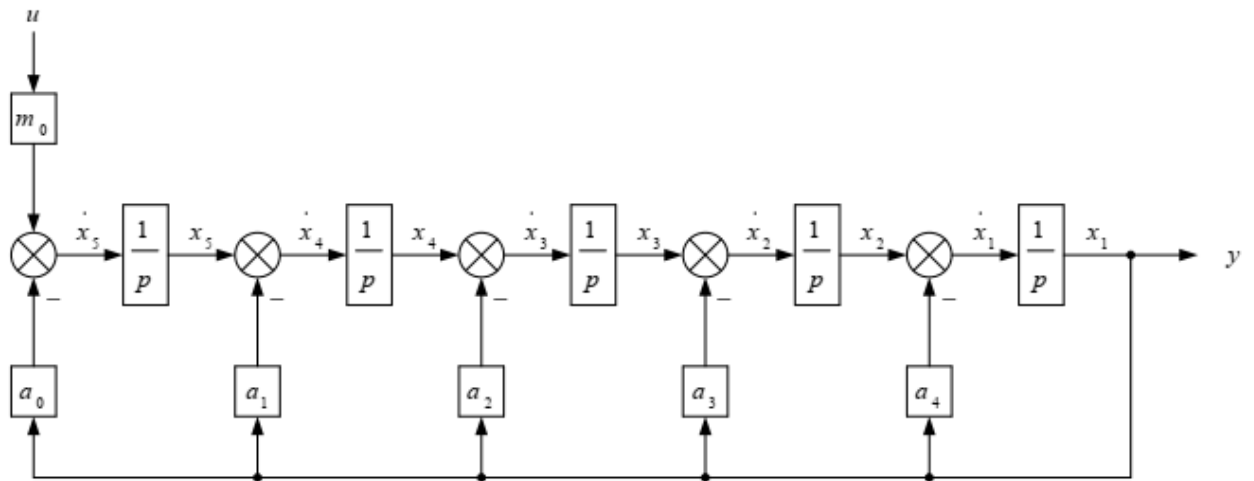 u
m₀
ẋ₅ 1/p x₅ ẋ₄ 1/p x₄ ẋ₃ 1/p x₃ ẋ₂ 1/p x₂ ẋ₁ 1/p x₁ y
− − − − −
a₀ a₁ a₂ a₃ a₄